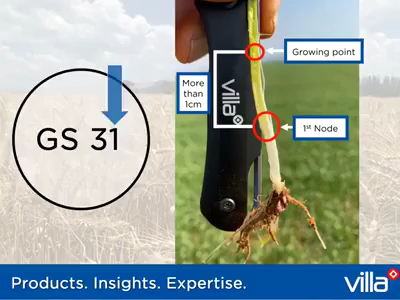 Growing point
More
than
1cm
villa
GS 31
1st Node
Products. Insights. Expertise.
villa